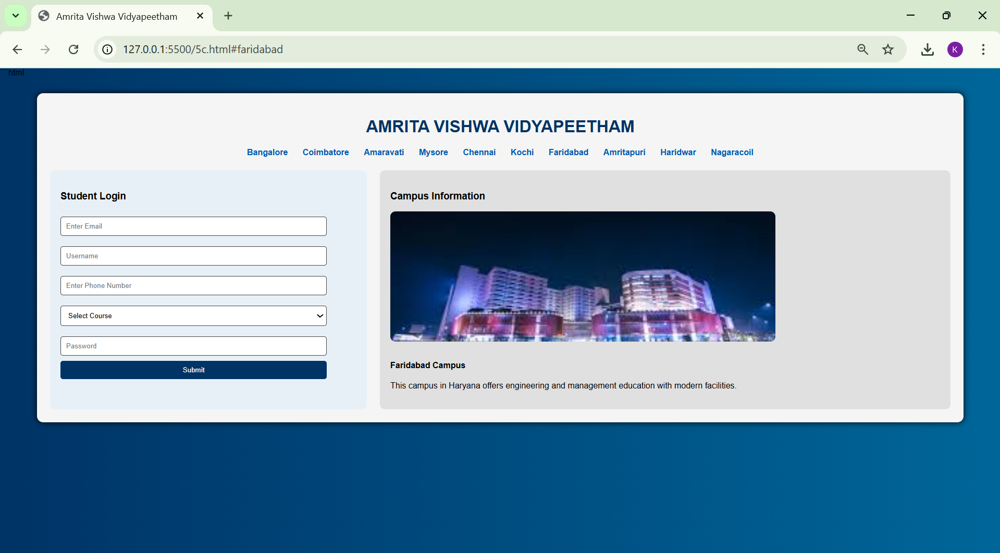 Amrita Vishwa Vidyapeetham
127.0.0.1:5500/5c.html#faridabad
K
```html
AMRITA VISHWA VIDYAPEETHAM
Bangalore Coimbatore Amaravati Mysore Chennai Kochi Faridabad Amritapuri Haridwar Nagaracoil
Student Login
Enter Email
Username
Enter Phone Number
Select Course
Password
Submit
Campus Information
Faridabad Campus
This campus in Haryana offers engineering and management education with modern facilities.